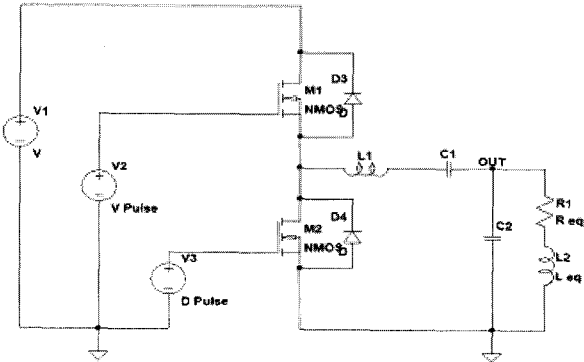 V1
V
V2
V Pulse
V3
D Pulse
M1
NMOS
D3
D
M2
NMOS
D4
D
L1
C1
OUT
C2
R1
R eq
L2
L eq